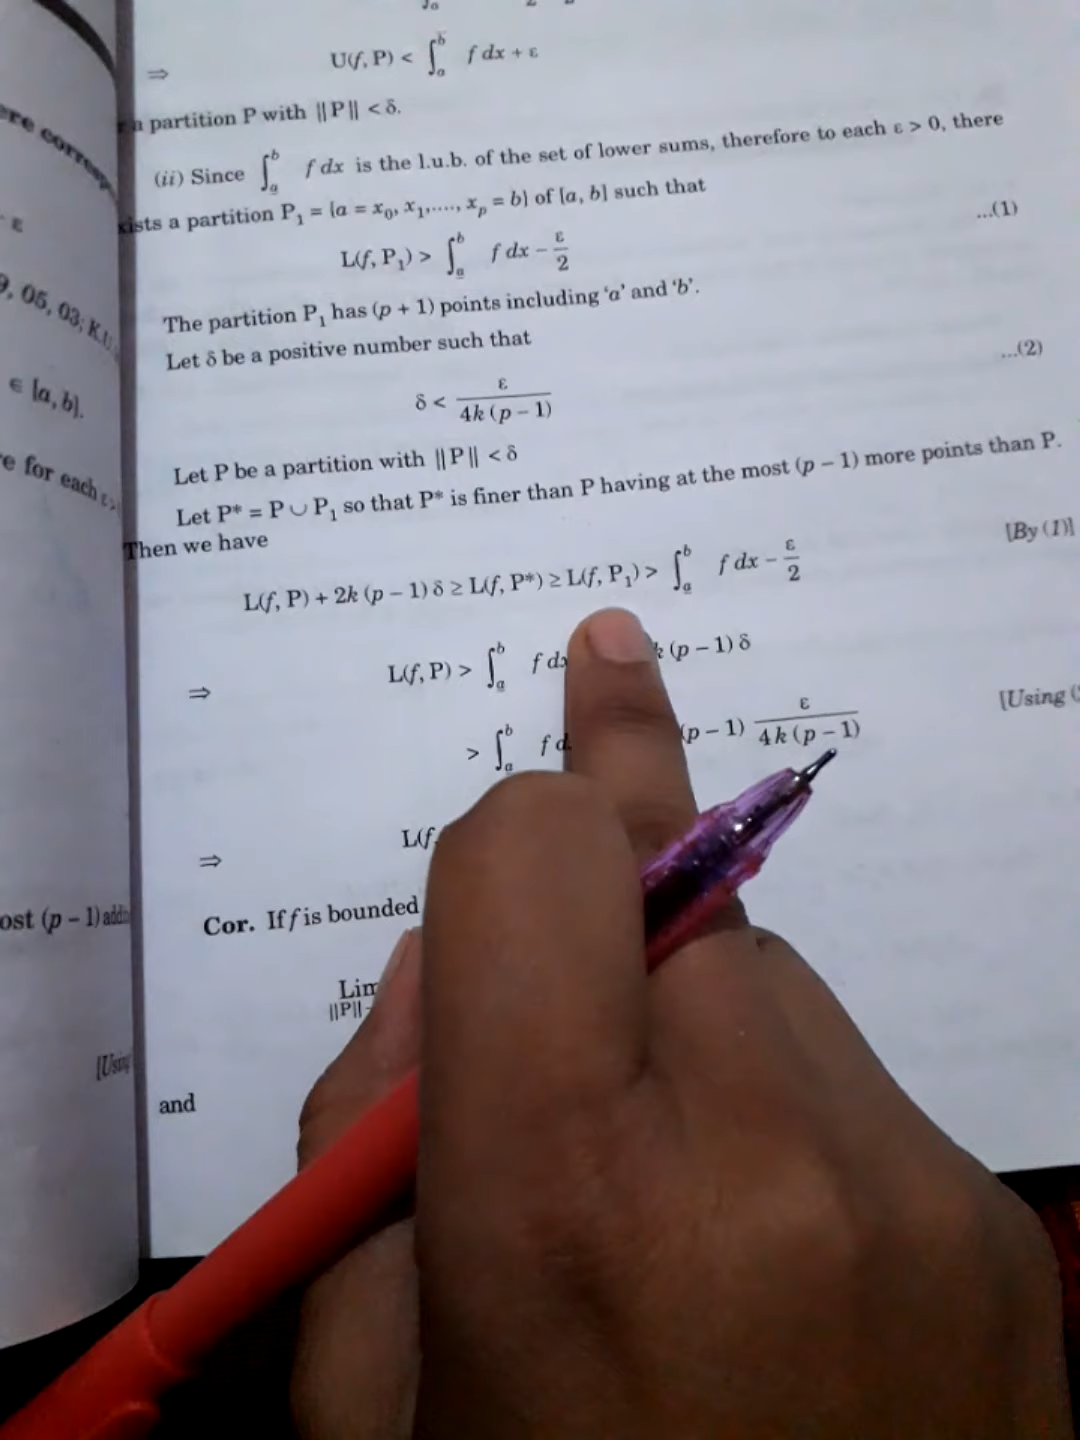 ⇒ U(f, P) < ∫_a^b f dx + ε
a partition P with ||P|| < δ.
(ii) Since ∫_a^b f dx is the l.u.b. of the set of lower sums, therefore to each ε > 0, there
a partition P₁ = {a = x₀, x₁,....., x_p = b} of [a, b] such that
L(f, P₁) > ∫_a^b f dx − ε/2 ...(1)
The partition P₁ has (p + 1) points including 'a' and 'b'.
Let δ be a positive number such that
δ < ε / 4k (p − 1) ...(2)
Let P be a partition with ||P|| < δ
Let P* = P ∪ P₁ so that P* is finer than P having at the most (p − 1) more points than P.
Then we have
L(f, P) + 2k (p − 1) δ ≥ L(f, P*) ≥ L(f, P₁) > ∫_a^b f dx − ε/2 [By (1)]
⇒ L(f, P) > ∫_a^b f (p − 1) δ
> ∫_a^b f (p − 1) ε / 4k (p − 1) [Using
⇒ L(f,
Cor. If f is bounded
Lim
||P||
and
ε
9, 05, 03; K.U.
∈ [a, b].
for each
(p − 1)